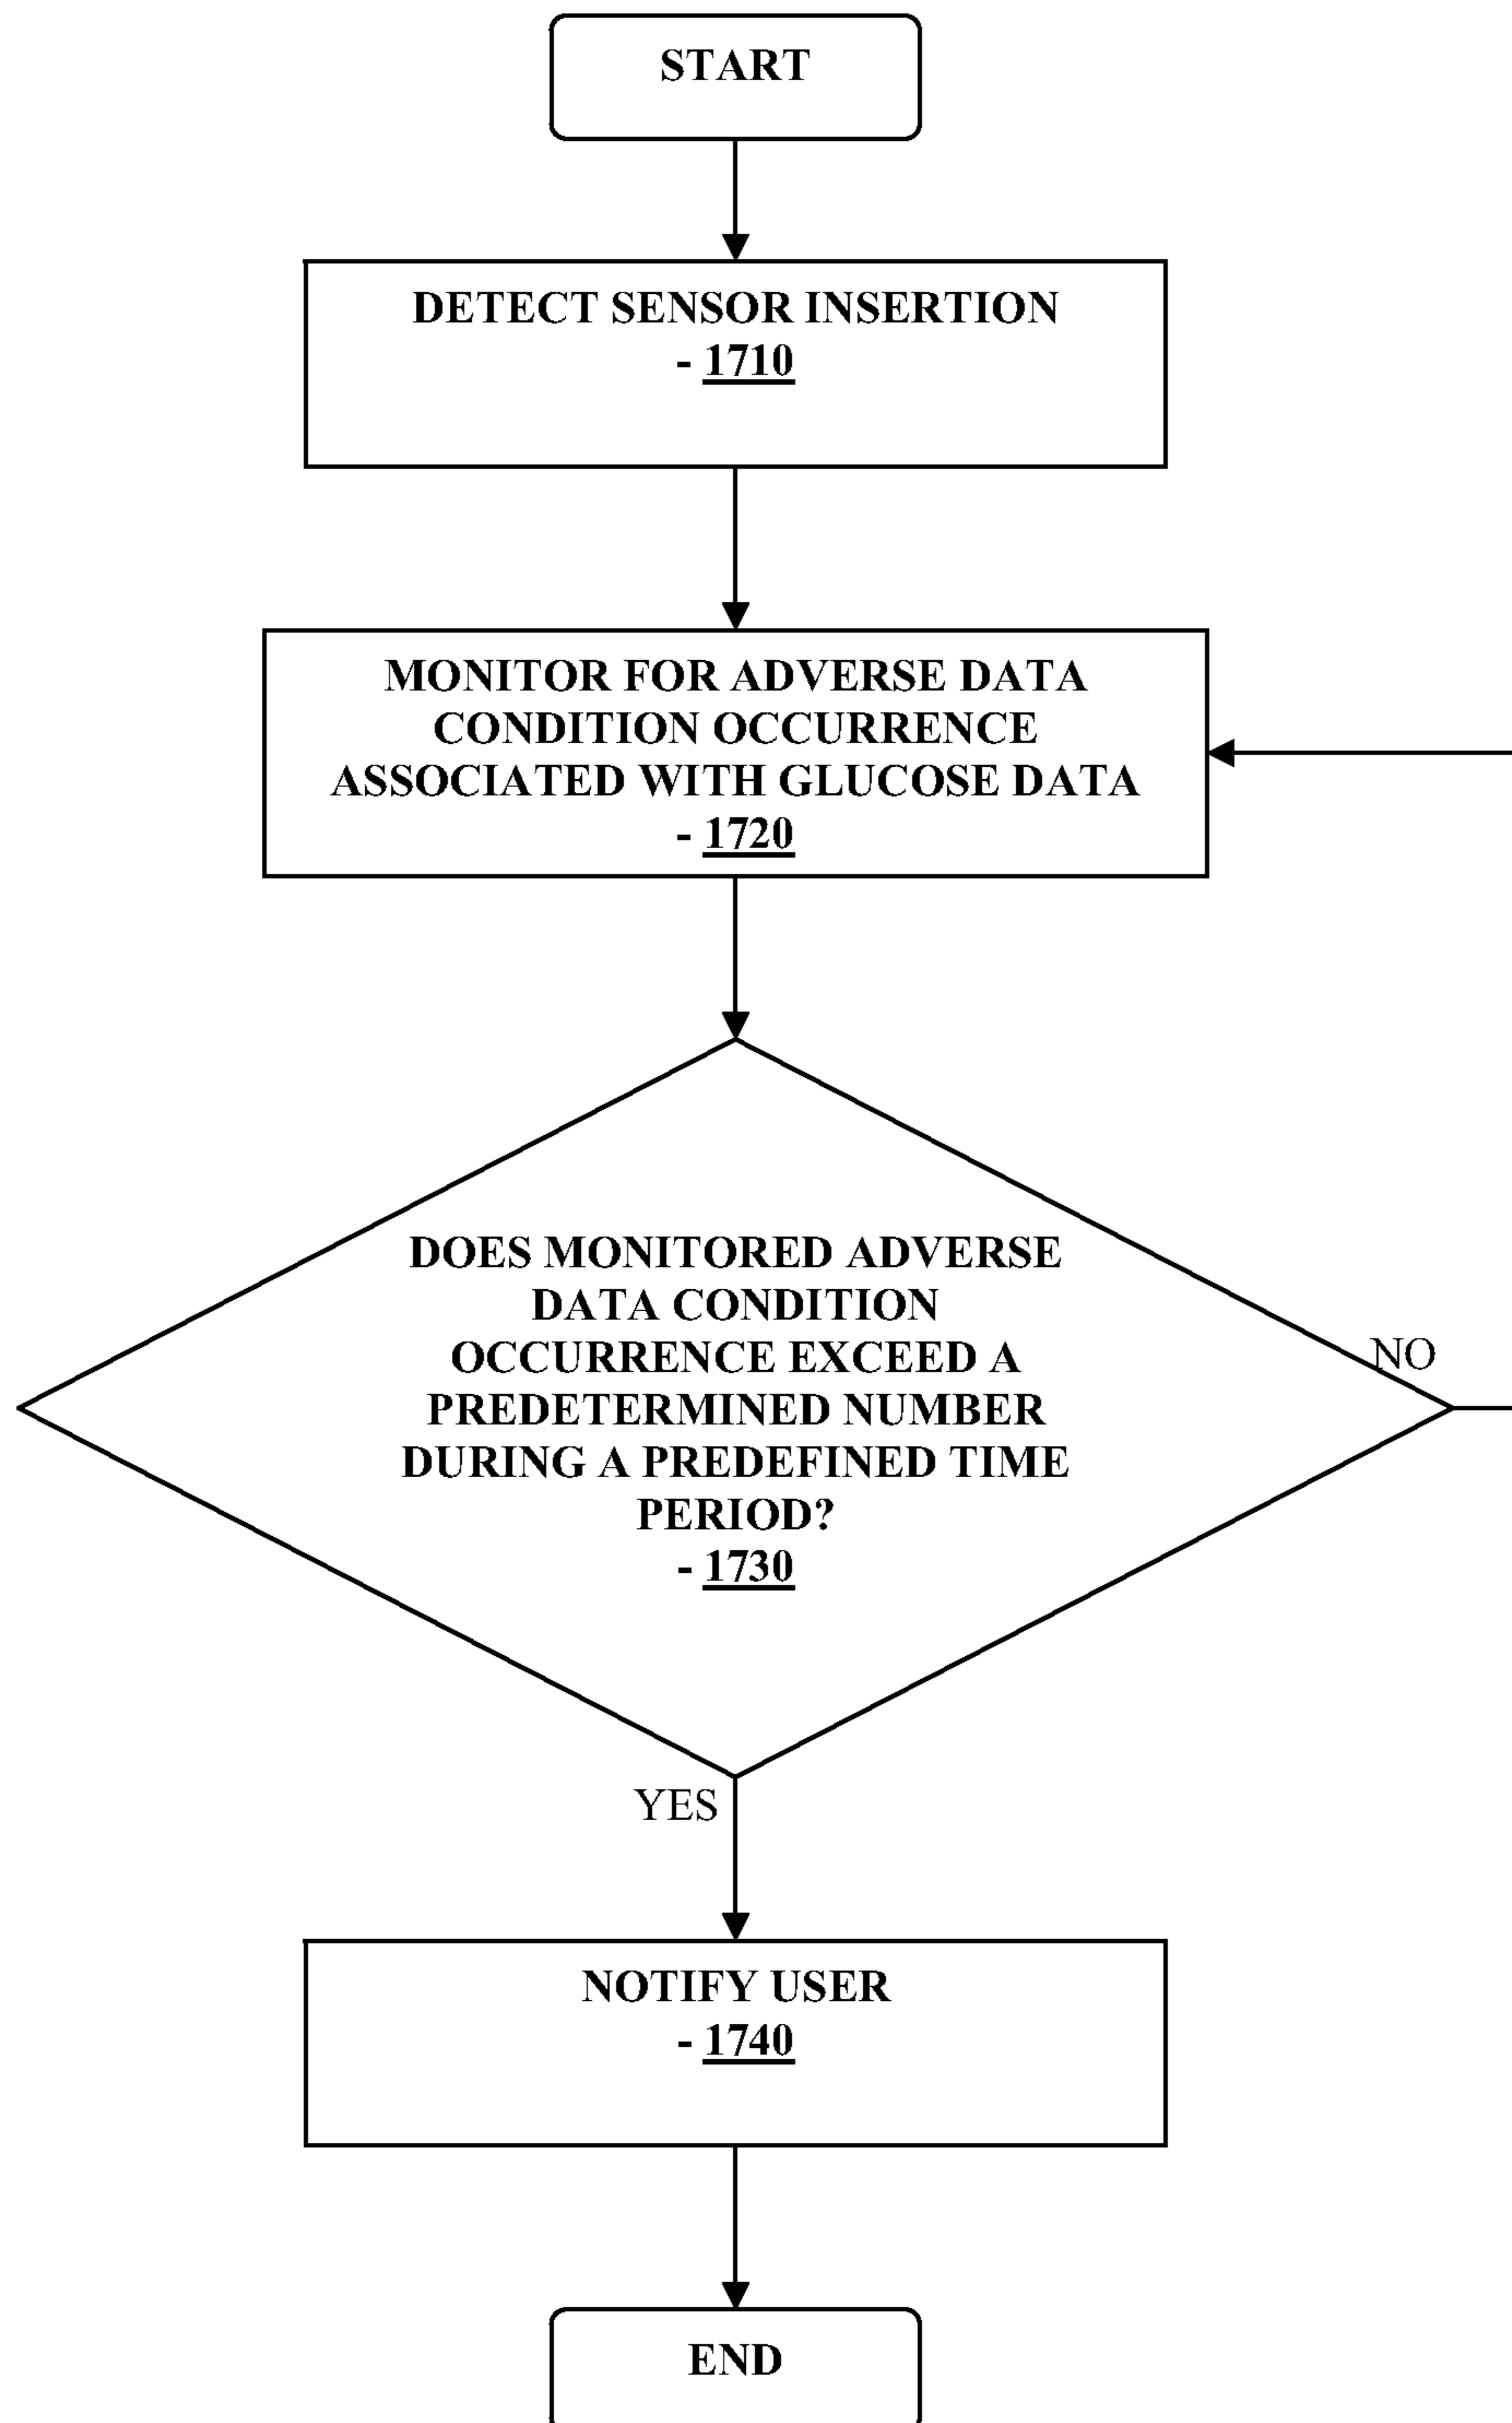 START
DETECT SENSOR INSERTION
- 1710
MONITOR FOR ADVERSE DATA
CONDITION OCCURRENCE
ASSOCIATED WITH GLUCOSE DATA
- 1720
DOES MONITORED ADVERSE
DATA CONDITION
OCCURRENCE EXCEED A
PREDETERMINED NUMBER
DURING A PREDEFINED TIME
PERIOD?
- 1730
NO
YES
NOTIFY USER
- 1740
END